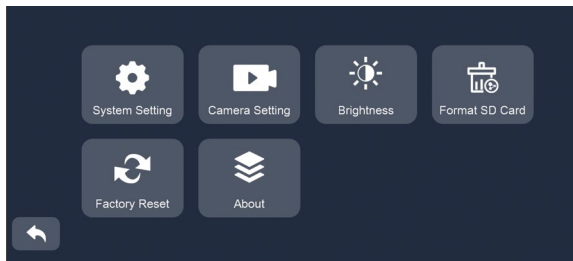 System Setting
Camera Setting
Brightness
Format SD Card
Factory Reset
About